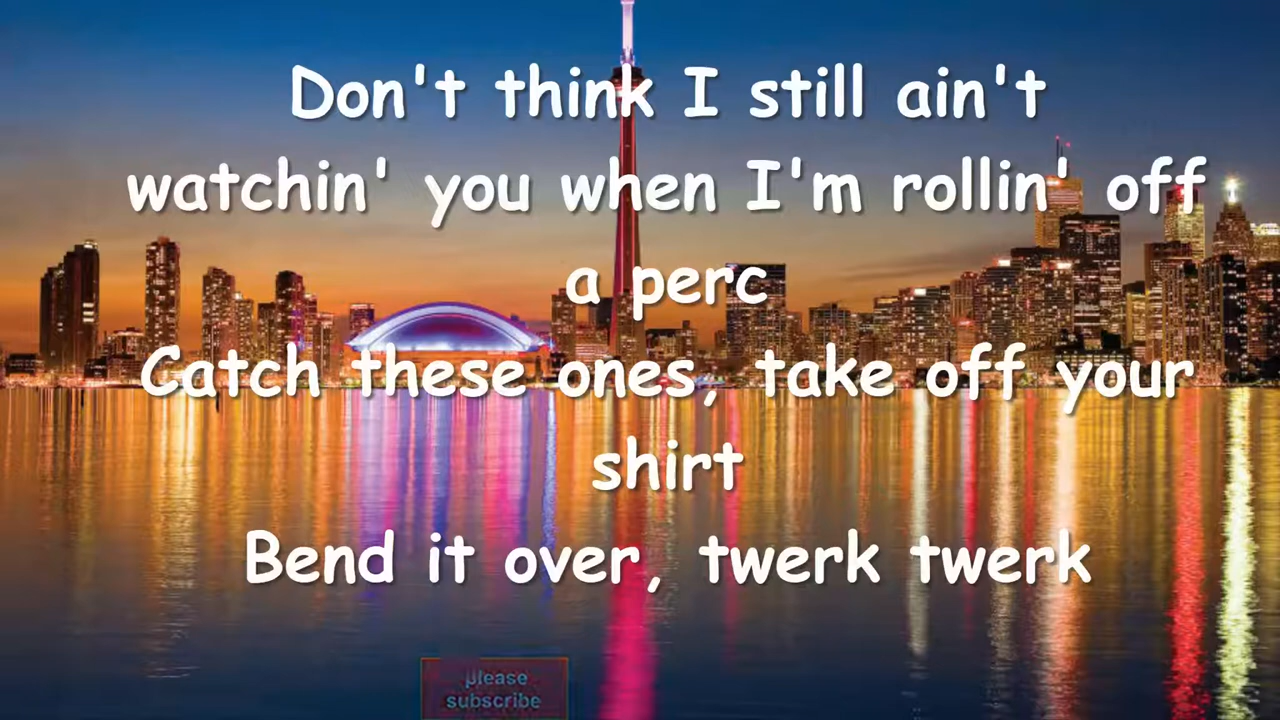 Don't think I still ain't
watchin' you when I'm rollin' off
a perc
Catch these ones, take off your
shirt
Bend it over, twerk twerk
please
subscribe